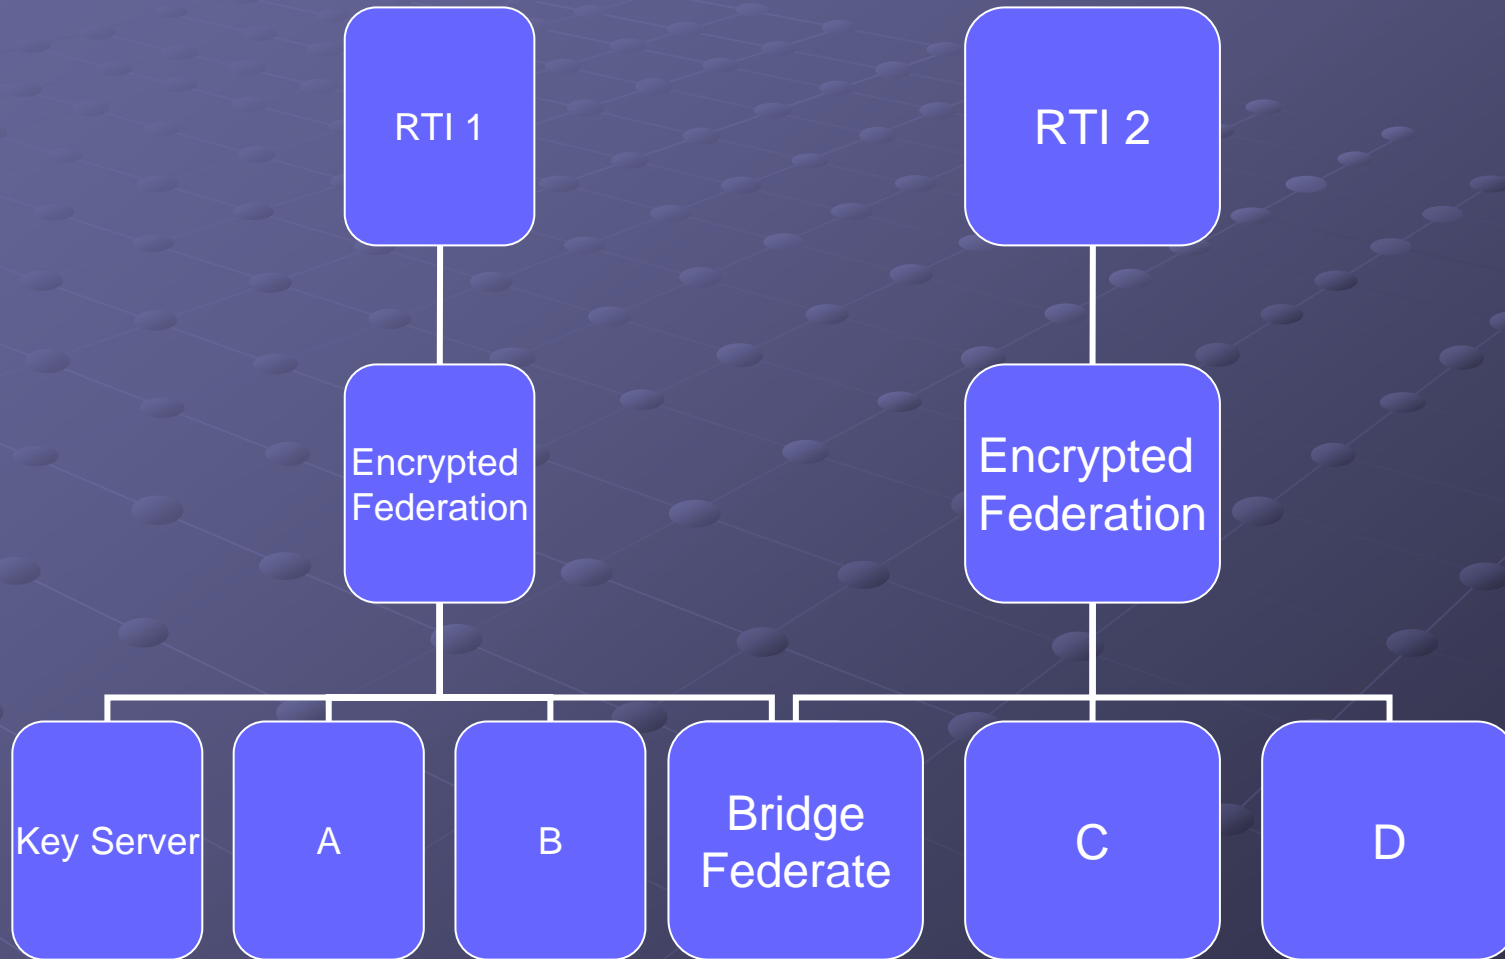 RTI 1
RTI 2
Encrypted
Federation
Encrypted
Federation
Key Server
A
B
Bridge
Federate
C
D